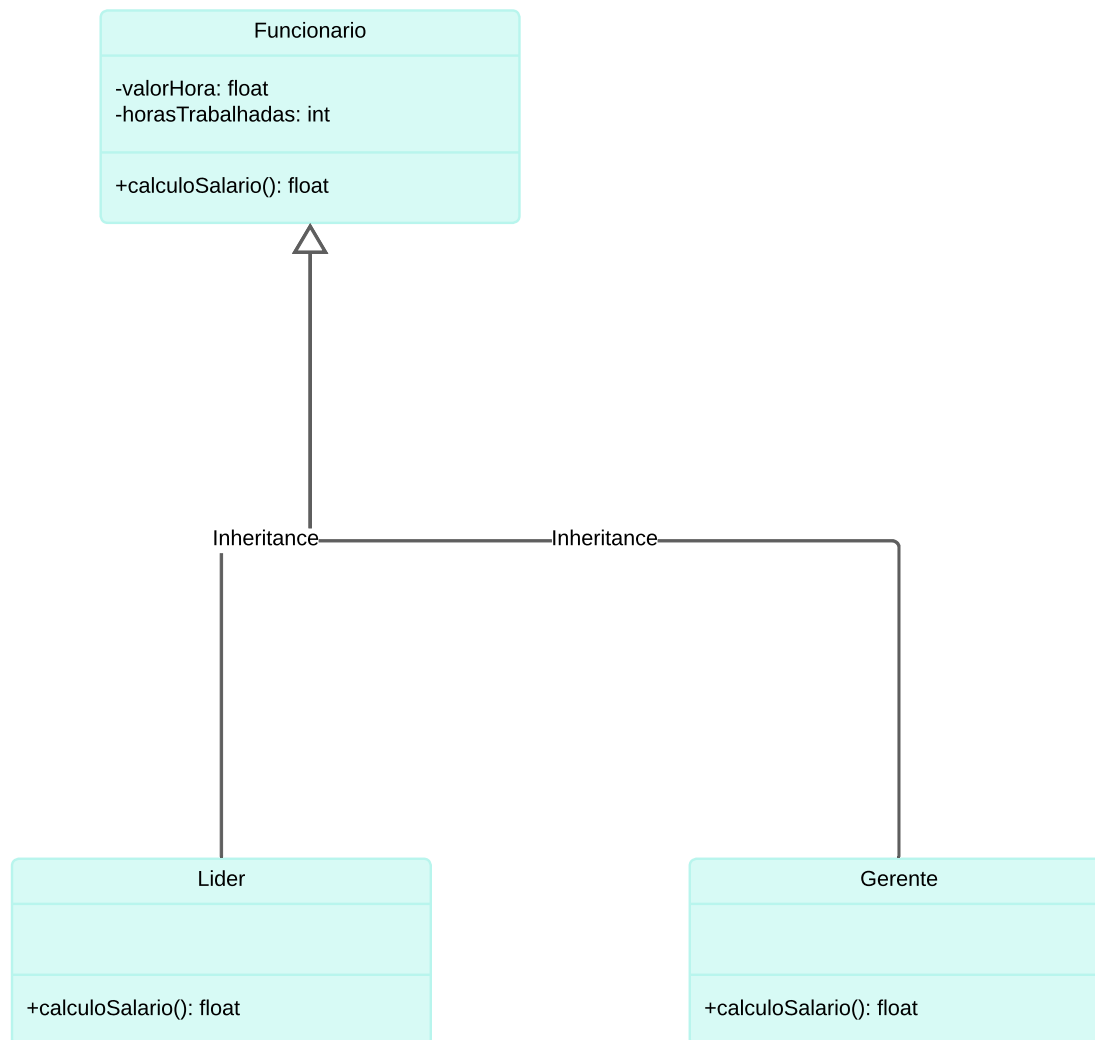 Funcionario
-valorHora: float
-horasTrabalhadas: int
+calculoSalario(): float
Inheritance
Inheritance
Lider
+calculoSalario(): float
Gerente
+calculoSalario(): float